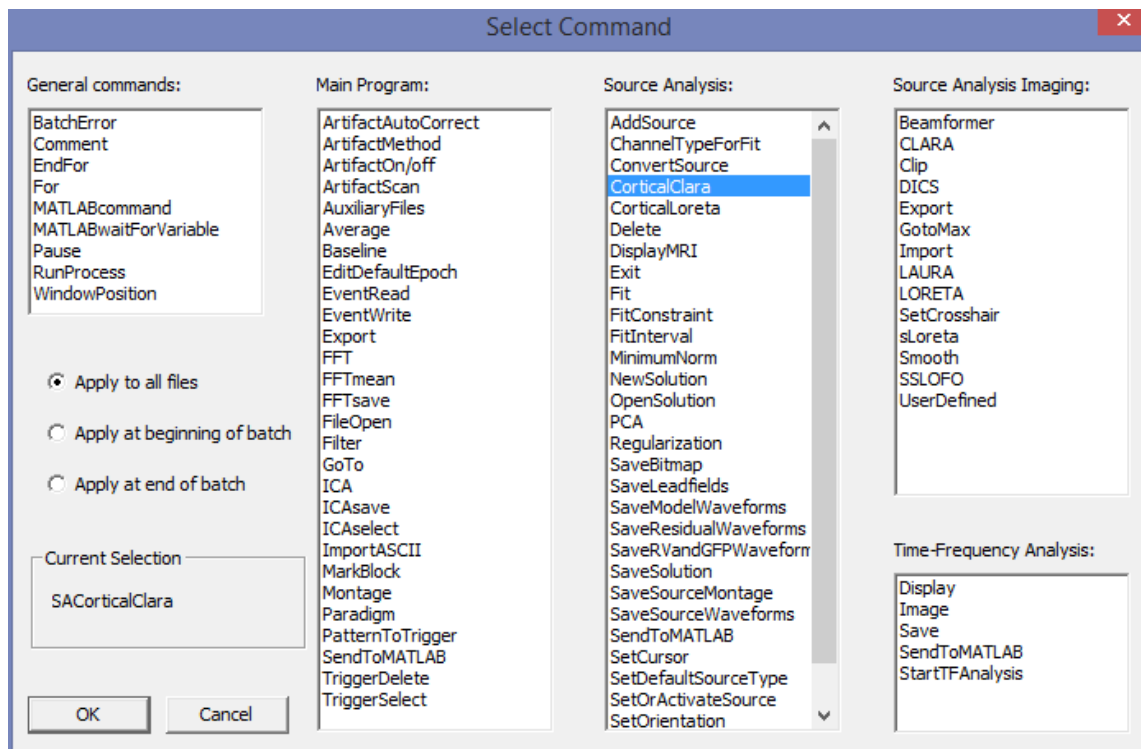 Select Command
General commands:
BatchError
Comment
EndFor
For
MATLABcommand
MATLABwaitForVariable
Pause
RunProcess
WindowPosition
Apply to all files
Apply at beginning of batch
Apply at end of batch
Current Selection
SACorticalClara
OK
Cancel
Main Program:
ArtifactAutoCorrect
ArtifactMethod
ArtifactOn/off
ArtifactScan
AuxiliaryFiles
Average
Baseline
EditDefaultEpoch
EventRead
EventWrite
Export
FFT
FFTmean
FFTsave
FileOpen
Filter
GoTo
ICA
ICAsave
ICAselect
ImportASCII
MarkBlock
Montage
Paradigm
PatternToTrigger
SendToMATLAB
TriggerDelete
TriggerSelect
Source Analysis:
AddSource
ChannelTypeForFit
ConvertSource
CorticalClara
CorticalLoreta
Delete
DisplayMRI
Exit
Fit
FitConstraint
FitInterval
MinimumNorm
NewSolution
OpenSolution
PCA
Regularization
SaveBitmap
SaveLeadfields
SaveModelWaveforms
SaveResidualWaveforms
SaveRVandGFPWaveform
SaveSolution
SaveSourceMontage
SaveSourceWaveforms
SendToMATLAB
SetCursor
SetDefaultSourceType
SetOrActivateSource
SetOrientation
Source Analysis Imaging:
Beamformer
CLARA
Clip
DICS
Export
GotoMax
Import
LAURA
LORETA
SetCrosshair
sLoreta
Smooth
SSLOFO
UserDefined
Time-Frequency Analysis:
Display
Image
Save
SendToMATLAB
StartTFAnalysis